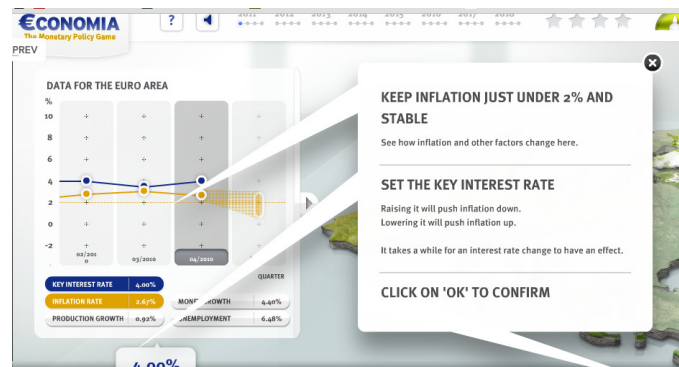 €CONOMIA
The Monetary Policy Game
?
2011 2012 2013 2014 2015 2016 2017 2018
PREV
DATA FOR THE EURO AREA
%
10
8
6
4
2
0
-2
02/2010
03/2010
04/2010
QUARTER
KEY INTEREST RATE 4.00%
INFLATION RATE 2.67%
GROWTH 4.40%
PRODUCTION GROWTH 0.92%
UNEMPLOYMENT 6.48%
4.00%
KEEP INFLATION JUST UNDER 2% AND
STABLE
See how inflation and other factors change here.
SET THE KEY INTEREST RATE
Raising it will push inflation down.
Lowering it will push inflation up.
It takes a while for an interest rate change to have an effect.
CLICK ON 'OK' TO CONFIRM